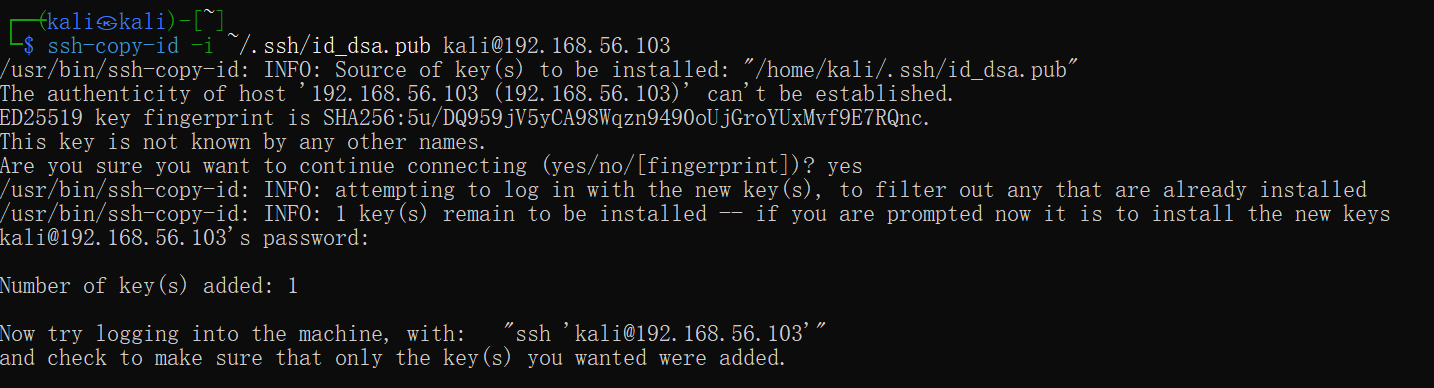 ┌──(kali㉿kali)-[~]
└─$ ssh-copy-id -i ~/.ssh/id_dsa.pub kali@192.168.56.103
/usr/bin/ssh-copy-id: INFO: Source of key(s) to be installed: "/home/kali/.ssh/id_dsa.pub"
The authenticity of host '192.168.56.103 (192.168.56.103)' can't be established.
ED25519 key fingerprint is SHA256:5u/DQ959jV5yCA98Wqzn949OoUjGroYUxMvf9E7RQnc.
This key is not known by any other names.
Are you sure you want to continue connecting (yes/no/[fingerprint])? yes
/usr/bin/ssh-copy-id: INFO: attempting to log in with the new key(s), to filter out any that are already installed
/usr/bin/ssh-copy-id: INFO: 1 key(s) remain to be installed -- if you are prompted now it is to install the new keys
kali@192.168.56.103's password:
Number of key(s) added: 1
Now try logging into the machine, with:   "ssh 'kali@192.168.56.103'"
and check to make sure that only the key(s) you wanted were added.